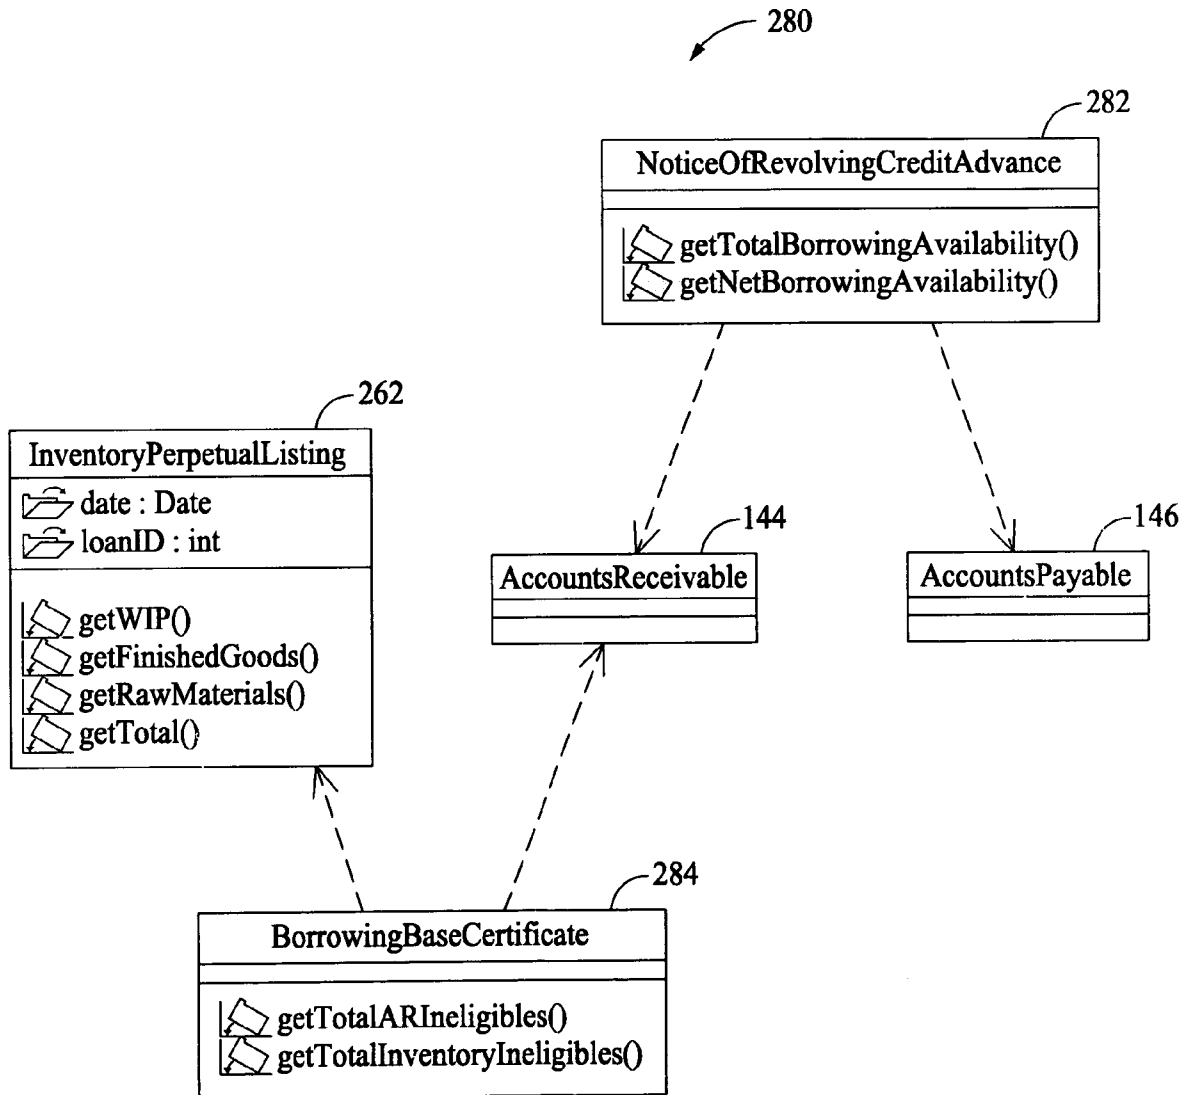 280
282
NoticeOfRevolvingCreditAdvance
getTotalBorrowingAvailability()
getNetBorrowingAvailability()
262
InventoryPerpetualListing
date : Date
loanID : int
getWIP()
getFinishedGoods()
getRawMaterials()
getTotal()
144
AccountsReceivable
146
AccountsPayable
284
BorrowingBaseCertificate
getTotalARIneligibles()
getTotalInventoryIneligibles()